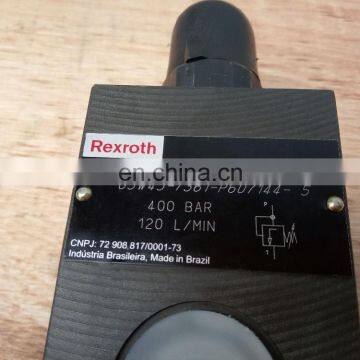 Rexroth
400 BAR
120 L/MIN
CNPJ: 72 908.817/0001-73
Indústria Brasileira, Made in Brazil
en.china.cn